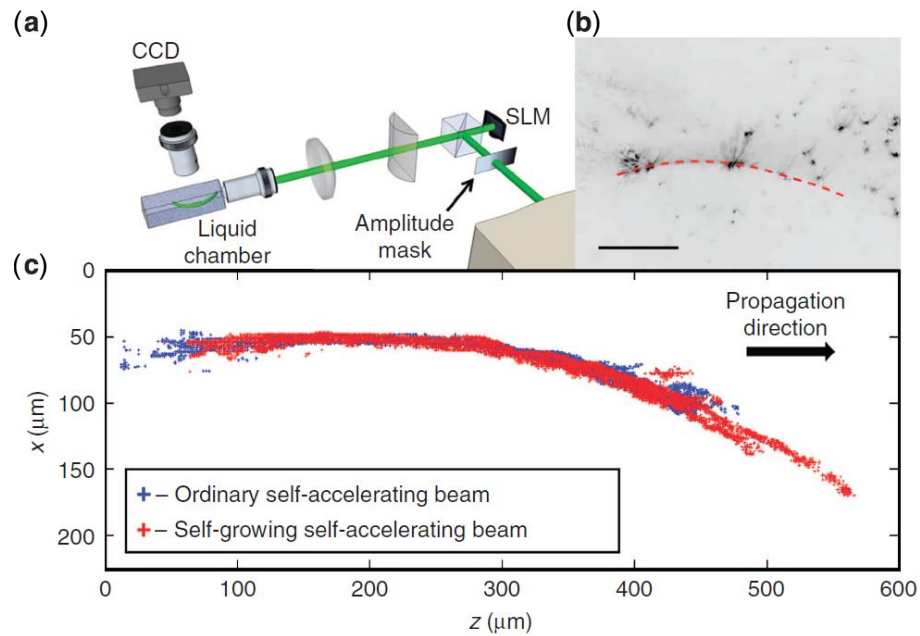 (a)
CCD
SLM
Liquid
chamber
Amplitude
mask
(b)
(c)
0
50
100
150
200
x (μm)
Propagation
direction
+ – Ordinary self-accelerating beam
+ – Self-growing self-accelerating beam
0 100 200 300 400 500 600
z (μm)